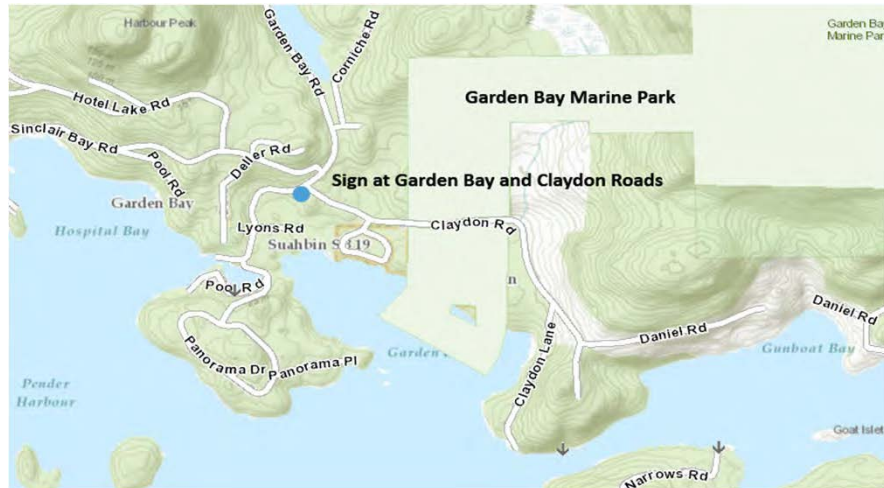 Harbour Peak
Garden Bay
Marine Park
Garden Bay Rd
Corniche Rd
Hotel Lake Rd
Garden Bay Marine Park
Sinclair Bay Rd
Pool Rd
Deller Rd
Sign at Garden Bay and Claydon Roads
Garden Bay
Hospital Bay
Lyons Rd
Claydon Rd
Suahbin
19
Pool Rd
Daniel Rd
Daniel Rd
Panorama Dr
Panorama Pl
Garden
Claydon Lane
Gunboat Bay
Pender
Harbour
Goat Islet
Narrows Rd